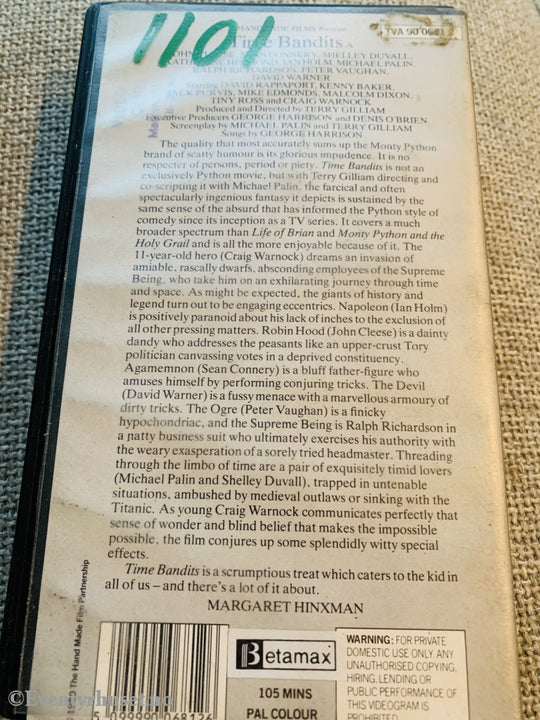 1101
HAND MADE FILMS Present
TVA 90 0681
Time Bandits A
JOHN CLEESE, SEAN CONNERY, SHELLEY DUVALL,
KATHERINE HELMOND, IAN HOLM, MICHAEL PALIN,
RALPH RICHARDSON, PETER VAUGHAN,
DAVID WARNER
Starring DAVID RAPPAPORT, KENNY BAKER,
JACK PURVIS, MIKE EDMONDS, MALCOLM DIXON,
TINY ROSS and CRAIG WARNOCK
Produced and Directed by TERRY GILLIAM
Executive Producers GEORGE HARRISON and DENIS O'BRIEN
Screenplay by MICHAEL PALIN and TERRY GILLIAM
Songs by GEORGE HARRISON
The quality that most accurately sums up the Monty Python
brand of scatty humour is its glorious impudence. It is no
respecter of persons, period or piety. Time Bandits is not an
exclusively Python movie, but with Terry Gilliam directing and
co-scripting it with Michael Palin, the farcical and often
spectacularly ingenious fantasy it depicts is sustained by the
same sense of the absurd that has informed the Python style of
comedy since its inception as a TV series. It covers a much
broader spectrum than Life of Brian and Monty Python and the
Holy Grail and is all the more enjoyable because of it. The
11-year-old hero (Craig Warnock) dreams an invasion of
amiable, rascally dwarfs, absconding employees of the Supreme
Being, who take him on an exhilarating journey through time
and space. As might be expected, the giants of history and
legend turn out to be engaging eccentrics. Napoleon (Ian Holm)
is positively paranoid about his lack of inches to the exclusion of
all other pressing matters. Robin Hood (John Cleese) is a dainty
dandy who addresses the peasants like an upper-crust Tory
politician canvassing votes in a deprived constituency.
Agamemnon (Sean Connery) is a bluff father-figure who
amuses himself by performing conjuring tricks. The Devil
(David Warner) is a fussy menace with a marvellous armoury of
dirty tricks. The Ogre (Peter Vaughan) is a finicky
hypochondriac, and the Supreme Being is Ralph Richardson in
a natty business suit who ultimately exercises his authority with
the weary exasperation of a sorely tried headmaster. Threading
through the limbo of time are a pair of exquisitely timid lovers
(Michael Palin and Shelley Duvall), trapped in untenable
situations, ambushed by medieval outlaws or sinking with the
Titanic. As young Craig Warnock communicates perfectly that
sense of wonder and blind belief that makes the impossible
possible, the film conjures up some splendidly witty special
effects.
Time Bandits is a scrumptious treat which caters to the kid in
all of us – and there's a lot of it about.
MARGARET HINXMAN
The Hand Made Film Partnership
5 099990 068126
Betamax
105 MINS
PAL COLOUR
WARNING: FOR PRIVATE
DOMESTIC USE ONLY. ANY
UNAUTHORISED COPYING,
HIRING, LENDING OR
PUBLIC PERFORMANCE OF
THIS VIDEOGRAM IS
© Eventyrhuset.no